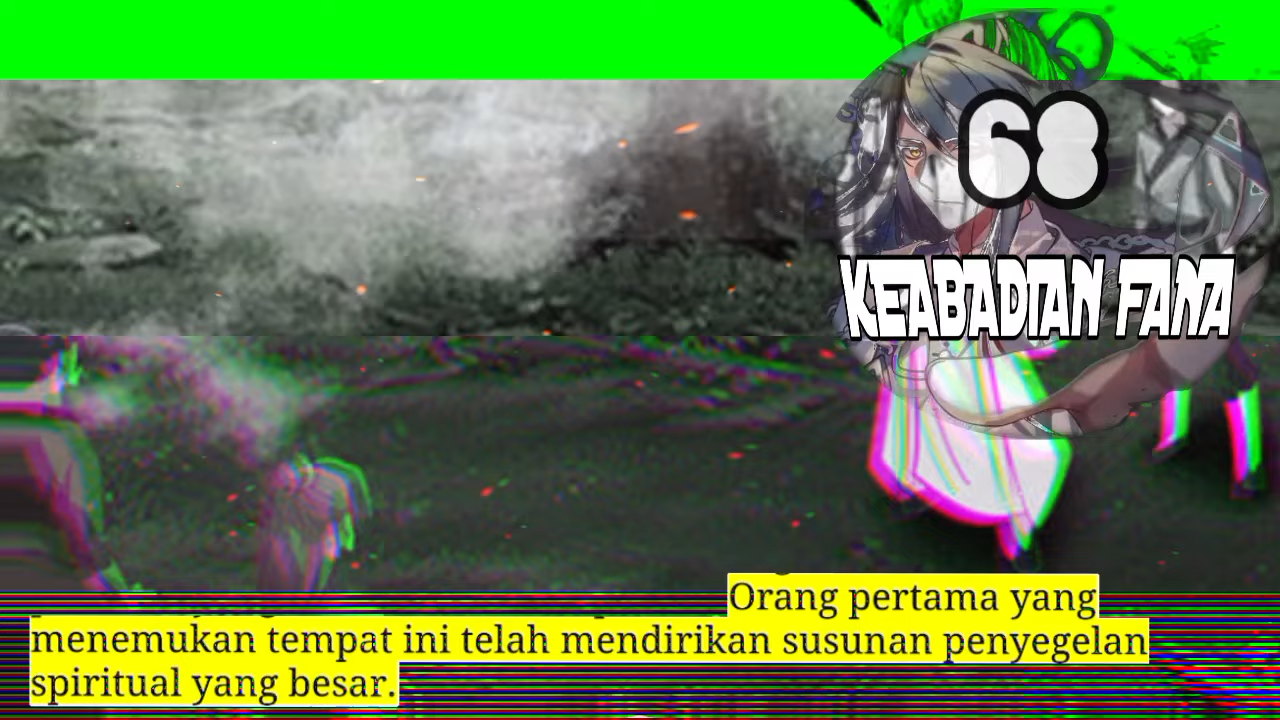 68
KEABADIAN FANA
Orang pertama yang
menemukan tempat ini telah mendirikan susunan penyegelan
spiritual yang besar.